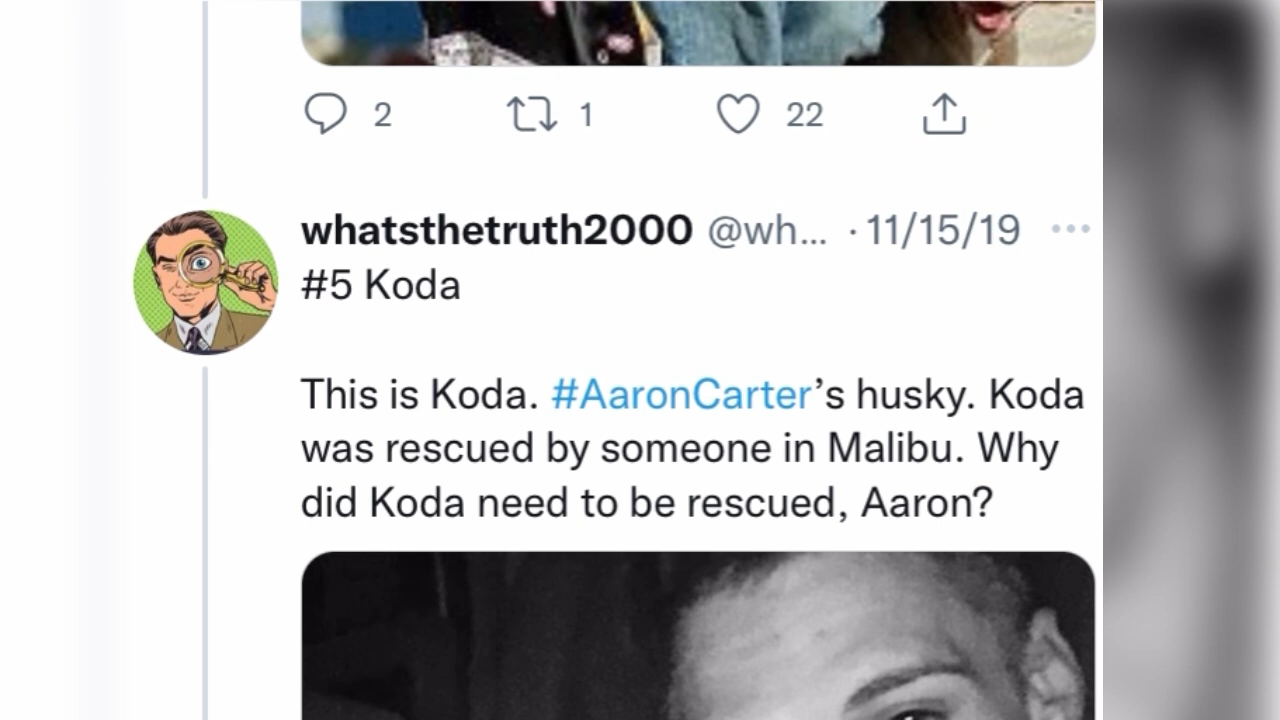 2 1 22
whatsthetruth2000 @wh... · 11/15/19 ...
#5 Koda
This is Koda. #AaronCarter’s husky. Koda
was rescued by someone in Malibu. Why
did Koda need to be rescued, Aaron?